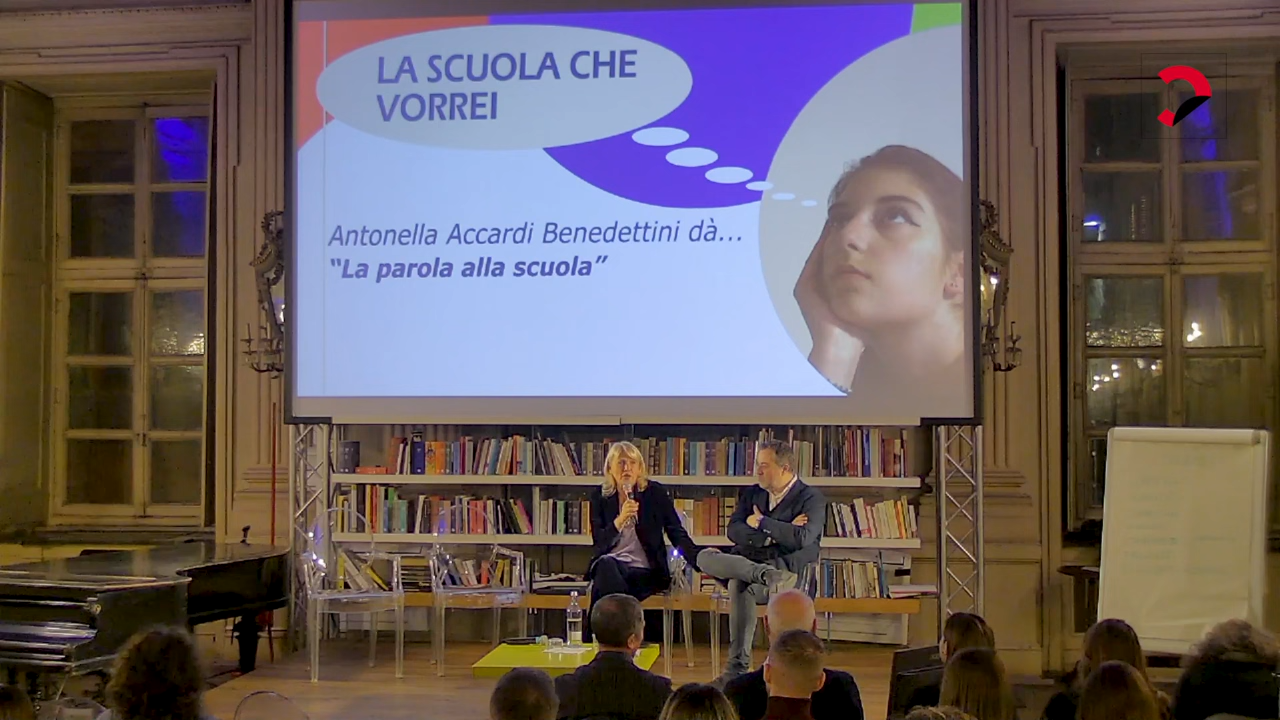 LA SCUOLA CHE
VORREI
Antonella Accardi Benedettini dà...
“La parola alla scuola”